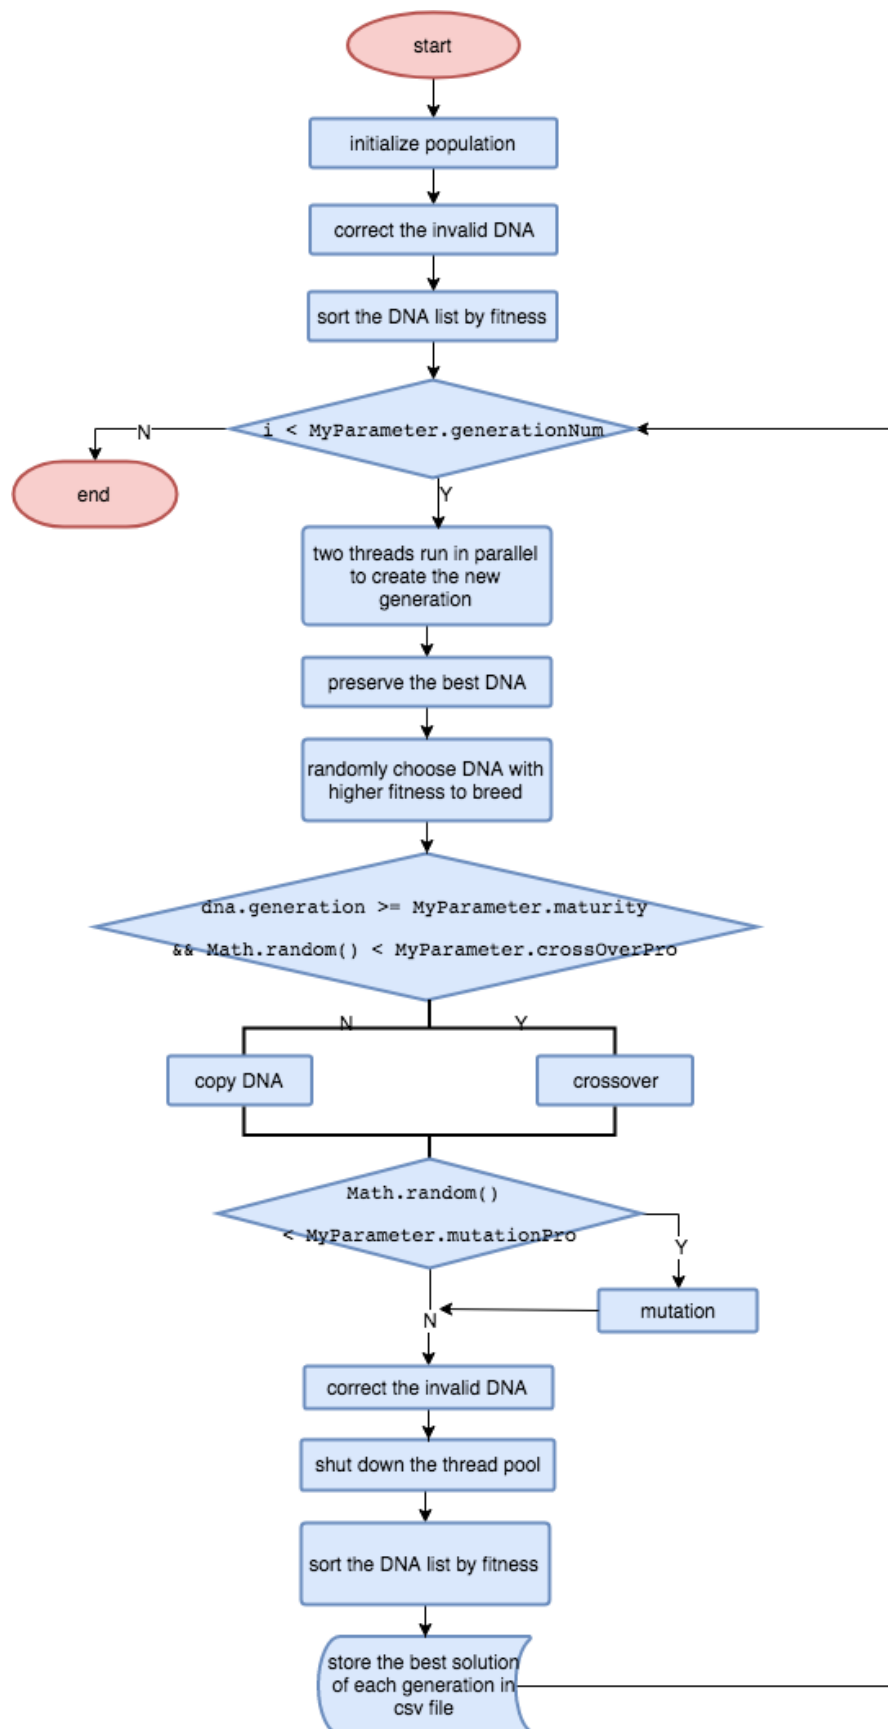 start
initialize population
correct the invalid DNA
sort the DNA list by fitness
i < MyParameter.generationNum
N
end
Y
two threads run in parallel
to create the new
generation
preserve the best DNA
randomly choose DNA with
higher fitness to breed
dna.generation >= MyParameter.maturity
&& Math.random() < MyParameter.crossOverPro
N
Y
copy DNA
crossover
Math.random()
< MyParameter.mutationPro
Y
mutation
N
correct the invalid DNA
shut down the thread pool
sort the DNA list by fitness
store the best solution
of each generation in
csv file